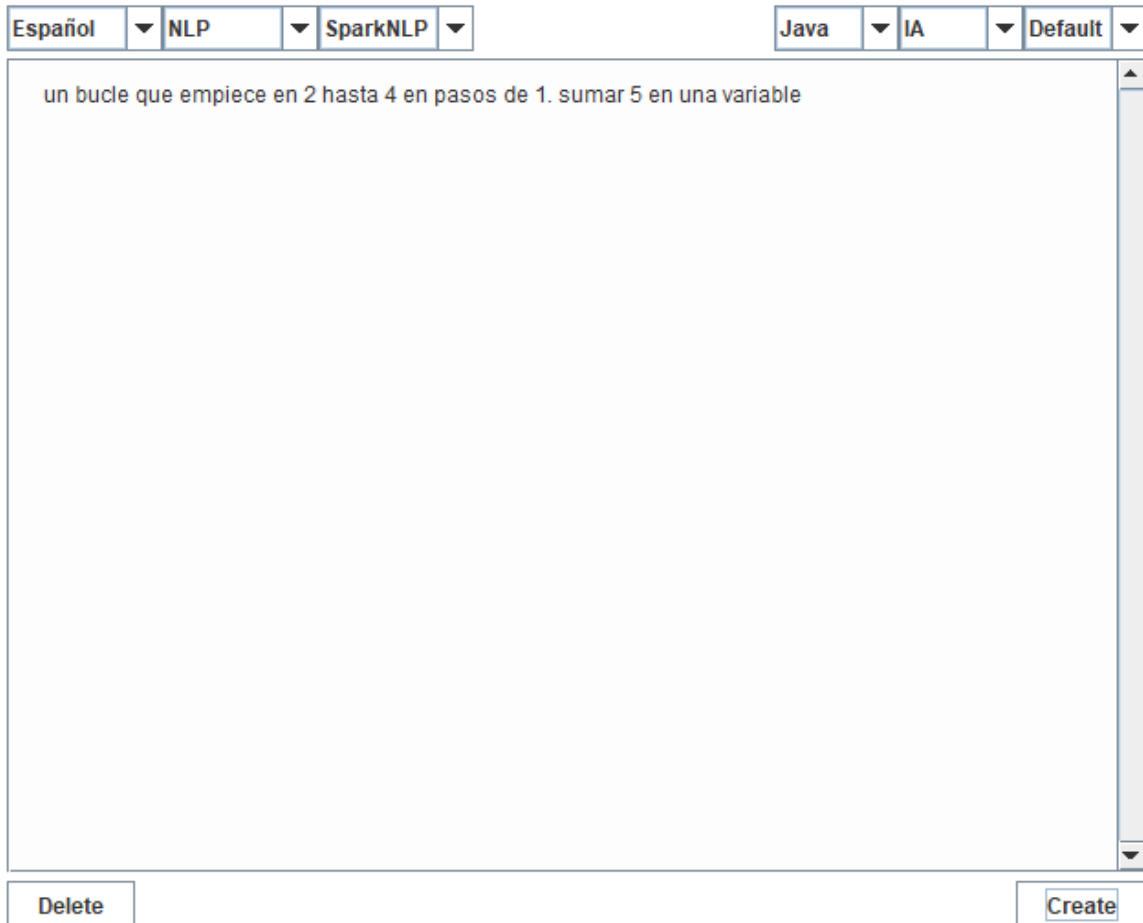 Español NLP SparkNLP Java IA Default
un bucle que empiece en 2 hasta 4 en pasos de 1. sumar 5 en una variable
Delete Create